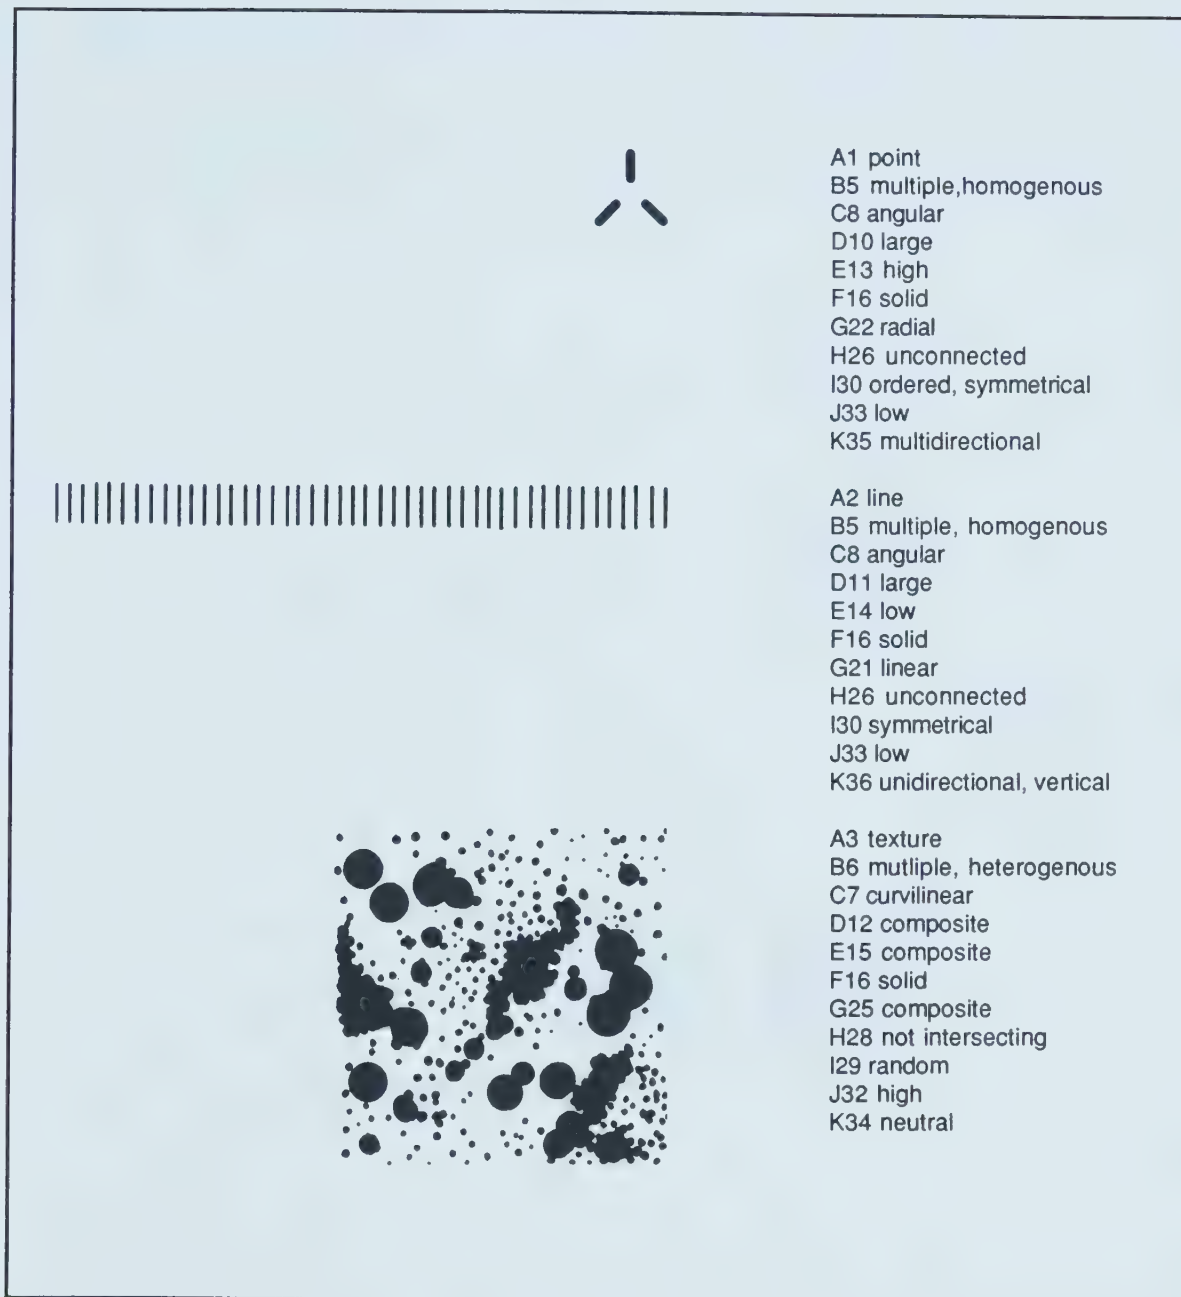 A1 point
B5 multiple,homogenous
C8 angular
D10 large
E13 high
F16 solid
G22 radial
H26 unconnected
I30 ordered, symmetrical
J33 low
K35 multidirectional
A2 line
B5 multiple, homogenous
C8 angular
D11 large
E14 low
F16 solid
G21 linear
H26 unconnected
I30 symmetrical
J33 low
K36 unidirectional, vertical
A3 texture
B6 mutliple, heterogenous
C7 curvilinear
D12 composite
E15 composite
F16 solid
G25 composite
H28 not intersecting
I29 random
J32 high
K34 neutral